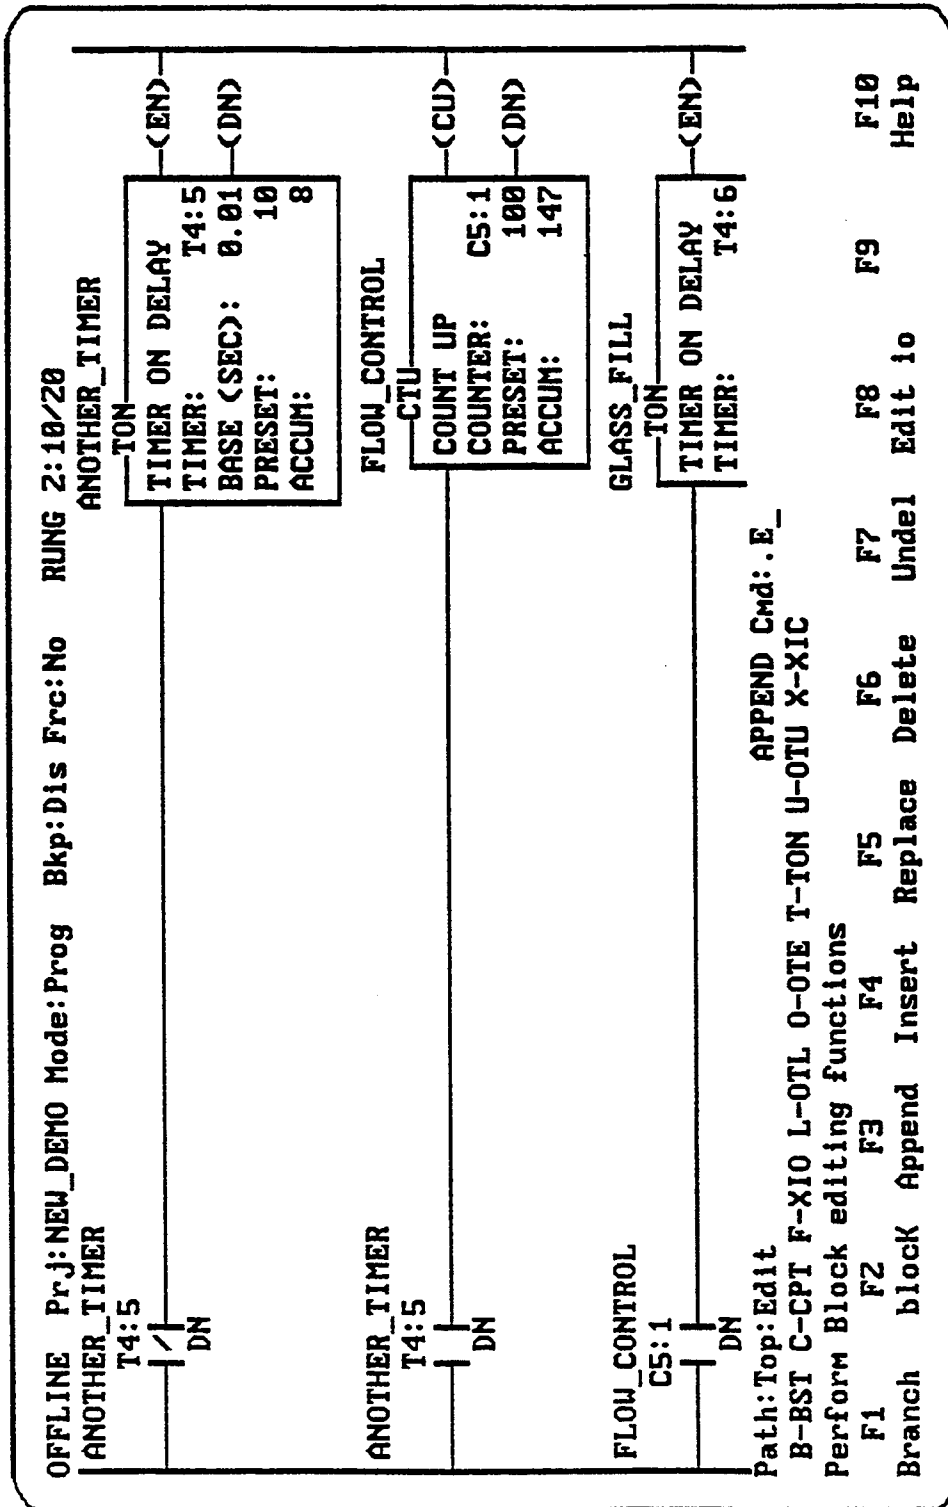 OFFLINE Prj:NEW_DEMO Mode:Prog Bkp:Dis Frc:No RUNG 2:10/20
ANOTHER_TIMER ANOTHER_TIMER
T4:5 TON
/ TIMER ON DELAY (EN)
DN TIMER: T4:5
BASE (SEC): 0.01 (DN)
PRESET: 10
ACCUM: 8
ANOTHER_TIMER FLOW_CONTROL
T4:5 CTU
COUNT UP (CU)
DN COUNTER: C5:1
PRESET: 100 (DN)
ACCUM: 147
FLOW_CONTROL GLASS_FILL
C5:1 TON
TIMER ON DELAY (EN)
DN TIMER: T4:6
Path:Top:Edit APPEND Cmd:.E_
B-BST C-CPT F-XIO L-OTL O-OTE T-TON U-OTU X-XIC
Perform Block editing functions
F1 F2 F3 F4 F5 F6 F7 F8 F9 F10
Branch blocK Append Insert Replace Delete Undel Edit io Help